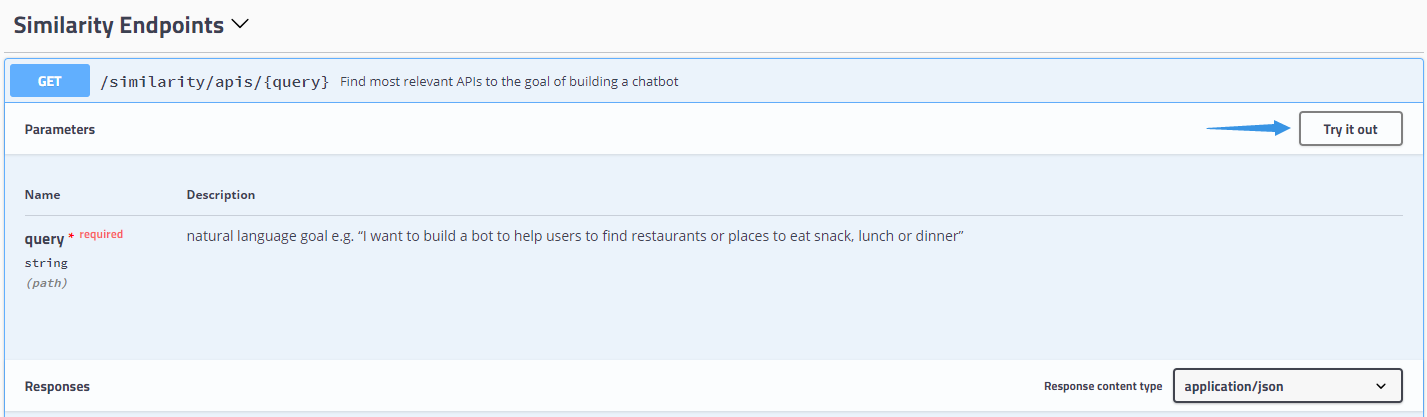 Similarity Endpoints
GET /similarity/apis/{query} Find most relevant APIs to the goal of building a chatbot
Parameters Try it out
Name Description
query * required natural language goal e.g. “I want to build a bot to help users to find restaurants or places to eat snack, lunch or dinner”
string
(path)
Responses Response content type application/json